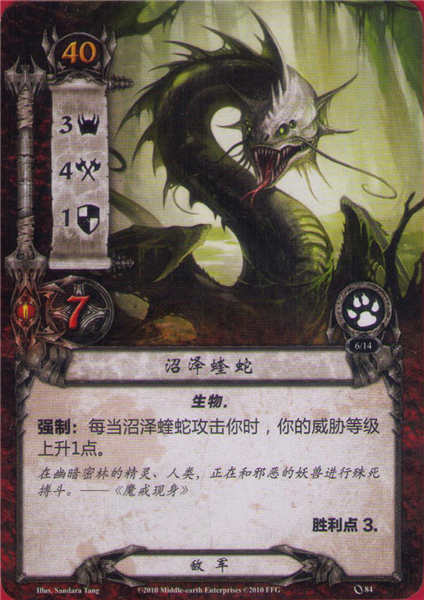 40
3
4
1
7
6/14
沼泽蝰蛇
生物.
强制：每当沼泽蝰蛇攻击你时，你的威胁等级
上升1点。
在幽暗密林的精灵、人类，正在和邪恶的妖兽进行殊死
搏斗。——《魔戒现身》
胜利点 3.
敌军
Illus. Sandara Tang ©2010 Middle-earth Enterprises ©2010 FFG 84